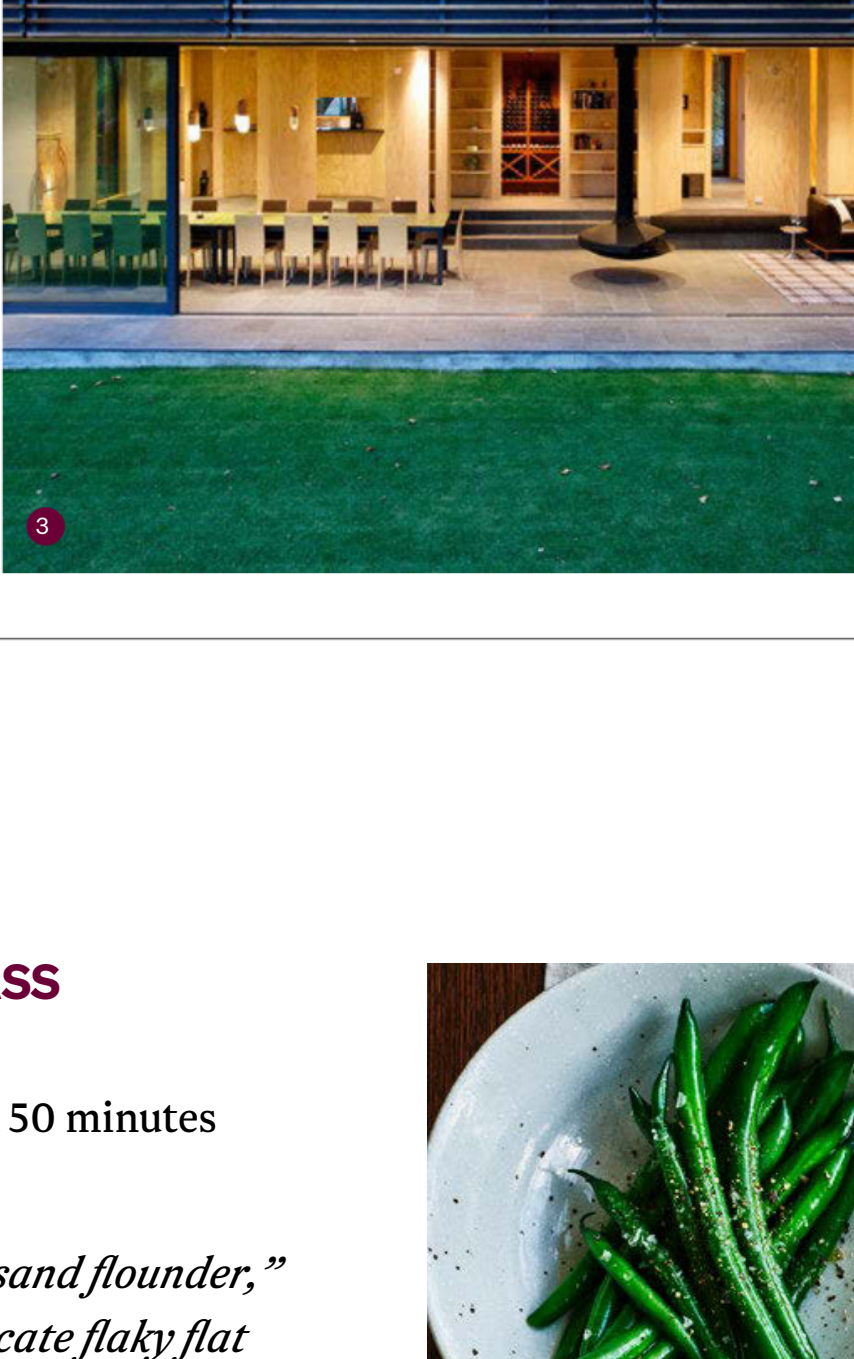 3
ss
50 minutes
sand flounder,”
cate flaky flat